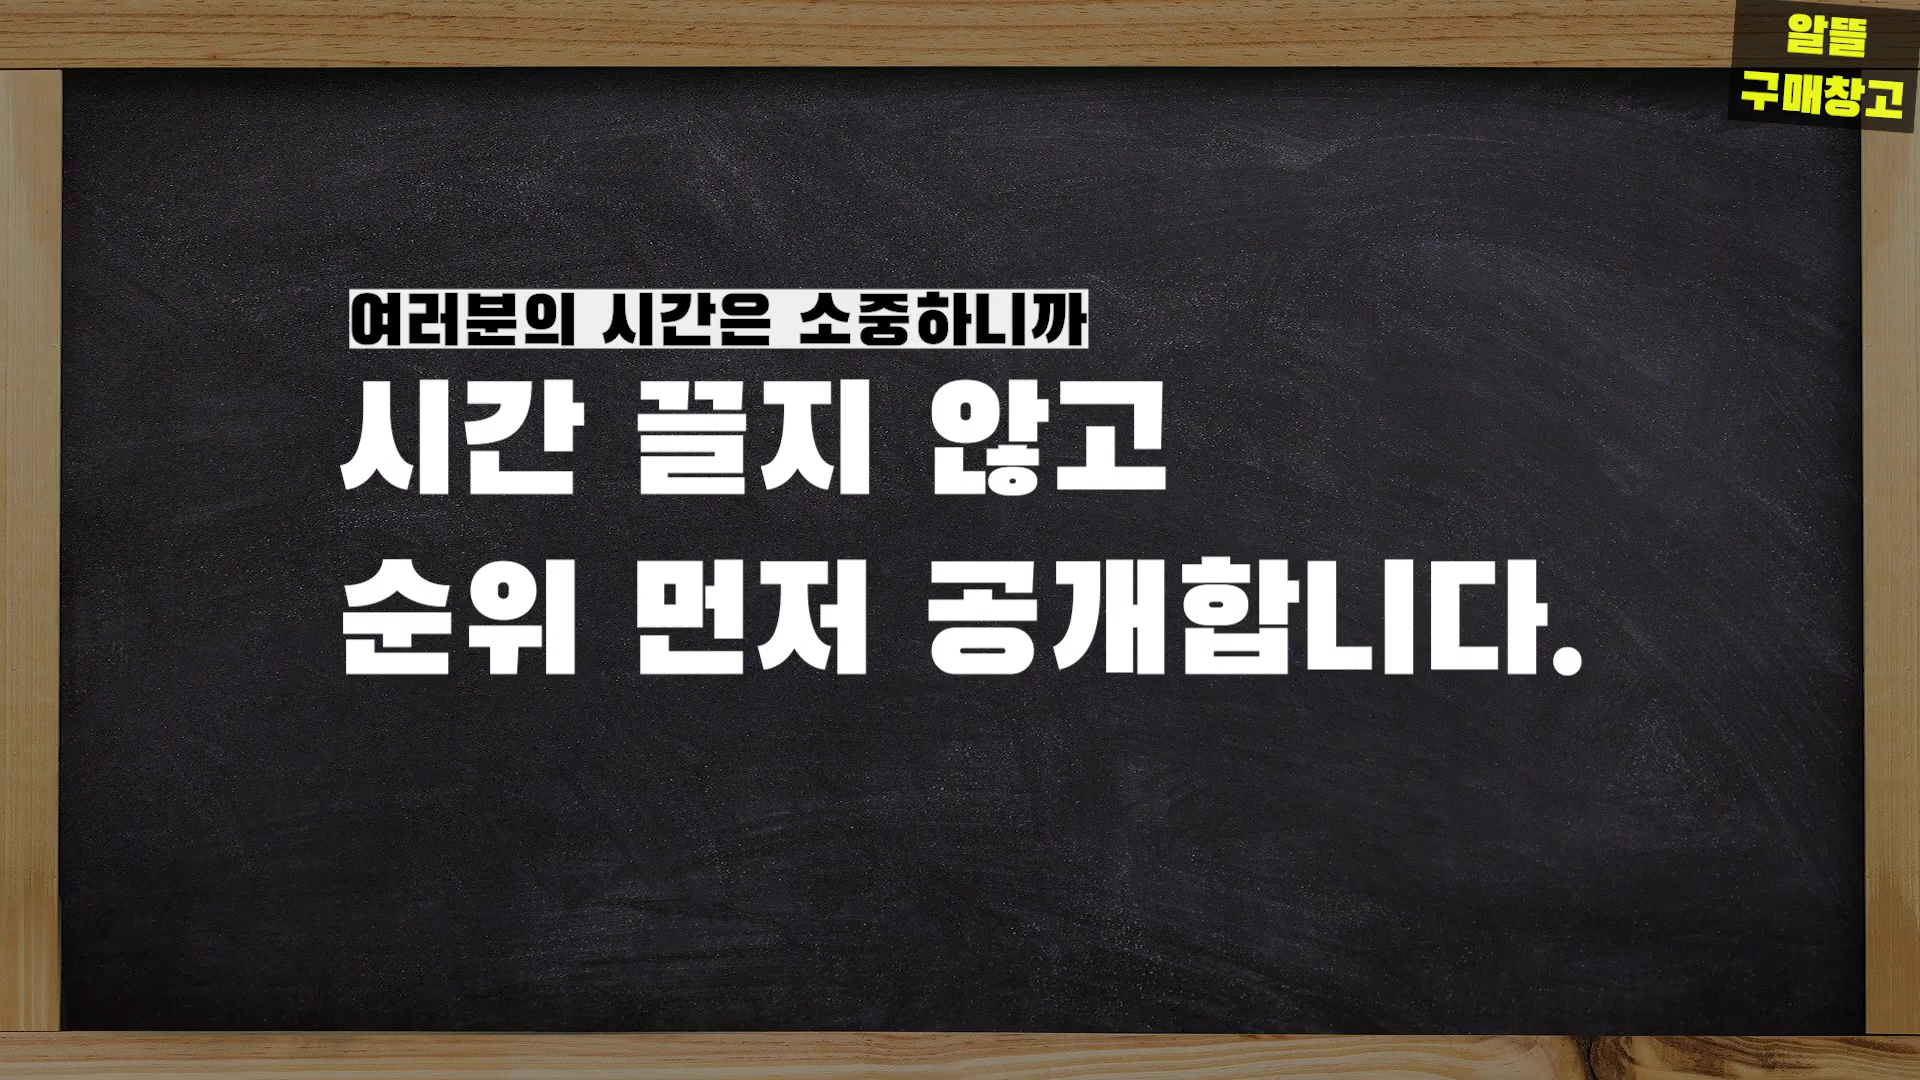 알뜰
구매창고
여러분의 시간은 소중하니까
시간 끌지 않고
순위 먼저 공개합니다.